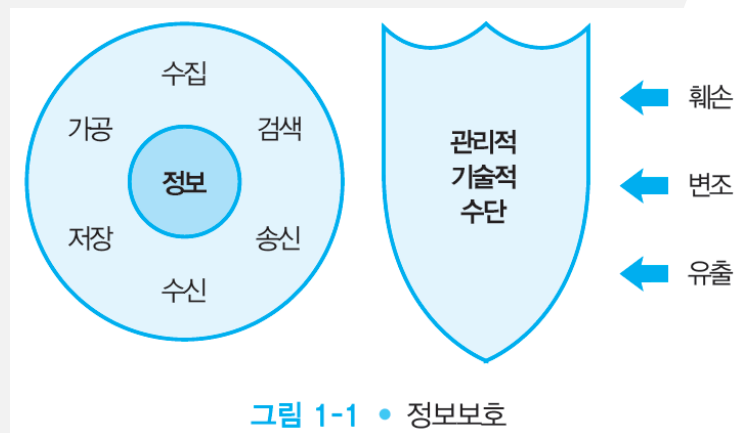 수집
가공
검색
정보
저장
송신
수신
관리적
기술적
수단
훼손
변조
유출
그림 1-1 • 정보보호